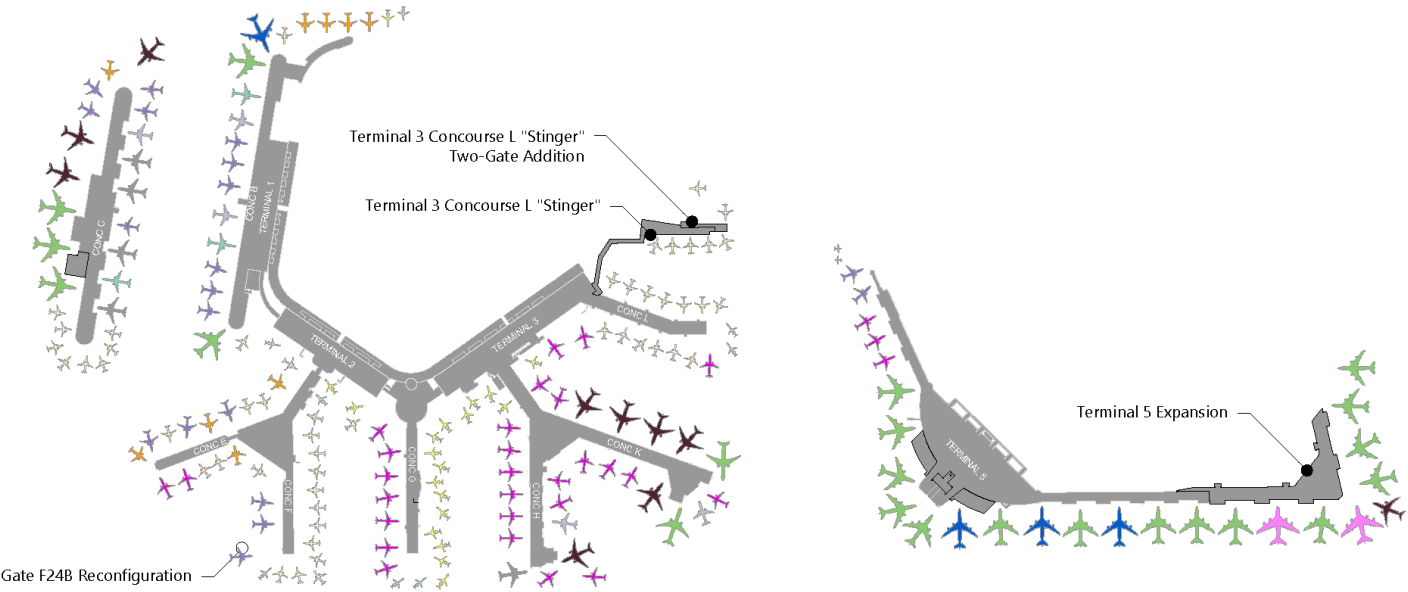 Terminal 3 Concourse L "Stinger"
Two-Gate Addition
Terminal 3 Concourse L "Stinger"
CONC B
TERMINAL 1
CONC C
CONC L
TERMINAL 3
TERMINAL 2
Terminal 5 Expansion
CONC E
CONC K
TERMINAL 5
CONC G
CONC F
CONC H
Gate F24B Reconfiguration